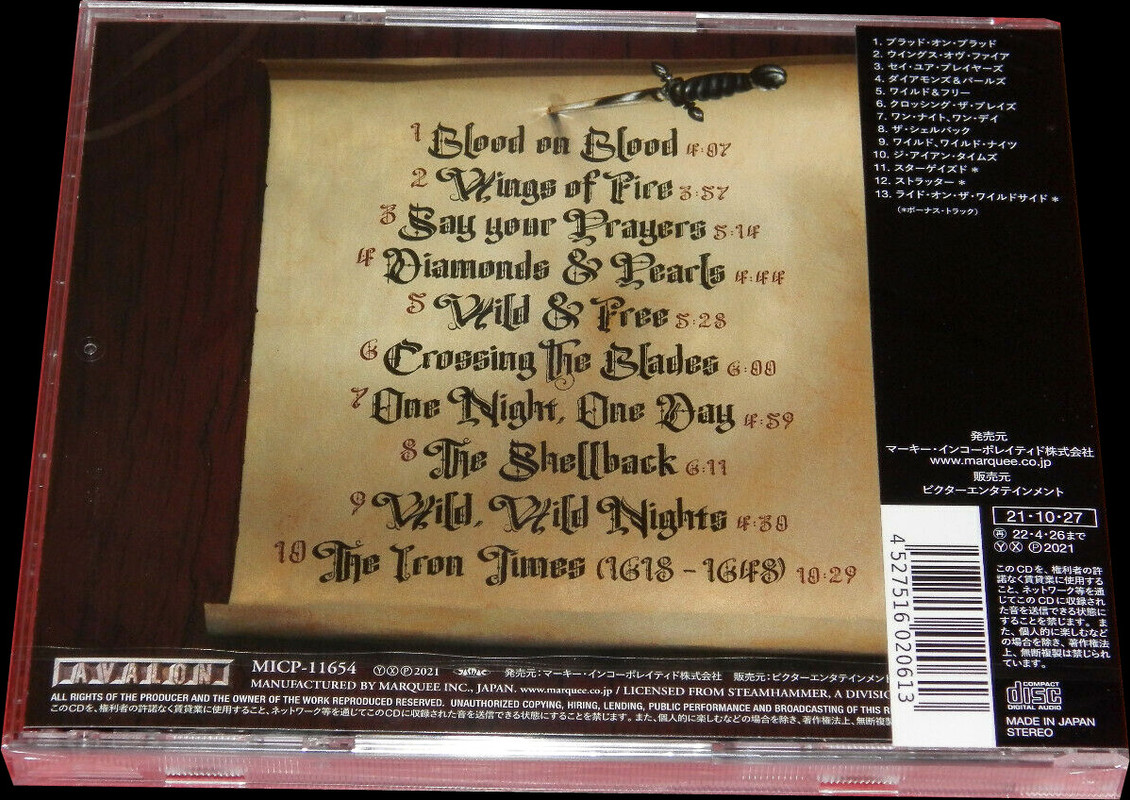 1 Blood on Blood 4:07
2 Wings of Fire 3:57
3 Say your Prayers 5:14
4 Diamonds & Pearls 4:44
5 Wild & Free 5:28
6 Crossing The Blades 6:00
7 One Night, One Day 4:59
8 The Shellback 6:11
9 Wild, Wild Nights 4:39
10 The Iron Times (1618 – 1648) 10:29
AVALON
MICP-11654 ⓎⓍⓅ2021 発売元:マーキー・インコーポレイティド株式会社 販売元:ビクターエンタテインメント
MANUFACTURED BY MARQUEE INC., JAPAN. www.marquee.co.jp / LICENSED FROM STEAMHAMMER, A DIVISI
ALL RIGHTS OF THE PRODUCER AND THE OWNER OF THE WORK REPRODUCED RESERVED. UNAUTHORIZED COPYING, HIRING, LENDING, PUBLIC PERFORMANCE AND BROADCASTING OF THIS R
このCDを、権利者の許諾なく賃貸業に使用すること、ネットワーク等を通じてこのCDに収録された音を送信できる状態にすることを禁じます。また、個人的に楽しむなどの場合を除き、著作権法上、無断複製
1. ブラッド・オン・ブラッド
2. ウイングス・オヴ・ファイア
3. セイ・ユア・プレイヤーズ
4. ダイアモンズ&パールズ
5. ワイルド&フリー
6. クロッシング・ザ・ブレイズ
7. ワン・ナイト、ワン・デイ
8. ザ・シェルバック
9. ワイルド、ワイルド・ナイツ
10. ジ・アイアン・タイムズ
11. スターゲイズド *
12. ストラッター *
13. ライド・オン・ザ・ワイルドサイド *
(*ボーナス・トラック)
発売元
マーキー・インコーポレイティド株式会社
www.marquee.co.jp
販売元
ビクターエンタテインメント
21・10・27
㊐ 22・4・26まで
ⓎⓍⓅ2021
このCDを、権利者の許
諾なく賃貸業に使用する
こと、ネットワーク等を通
じてこのCDに収録され
た音を送信できる状態に
することを禁じます。ま
た、個人的に楽しむなど
の場合を除き、著作権法
上、無断複製は禁じられ
ています。
4 527516 020613
COMPACT
disc
DIGITAL AUDIO
MADE IN JAPAN
STEREO